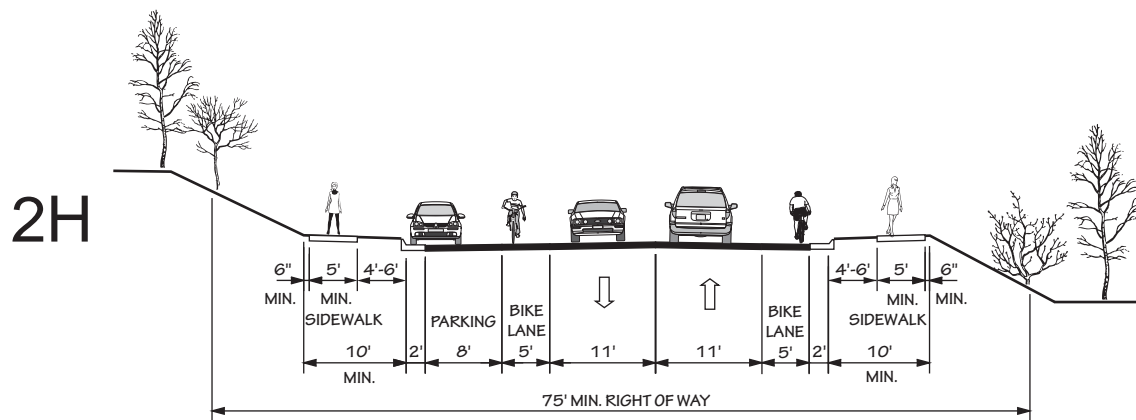 2H
6" 5' 4'-6' 4'-6' 5' 6"
MIN. MIN. MIN. MIN.
SIDEWALK PARKING BIKE LANE BIKE LANE SIDEWALK
10' 2' 8' 5' 11' 11' 5' 2' 10'
MIN. MIN.
75' MIN. RIGHT OF WAY